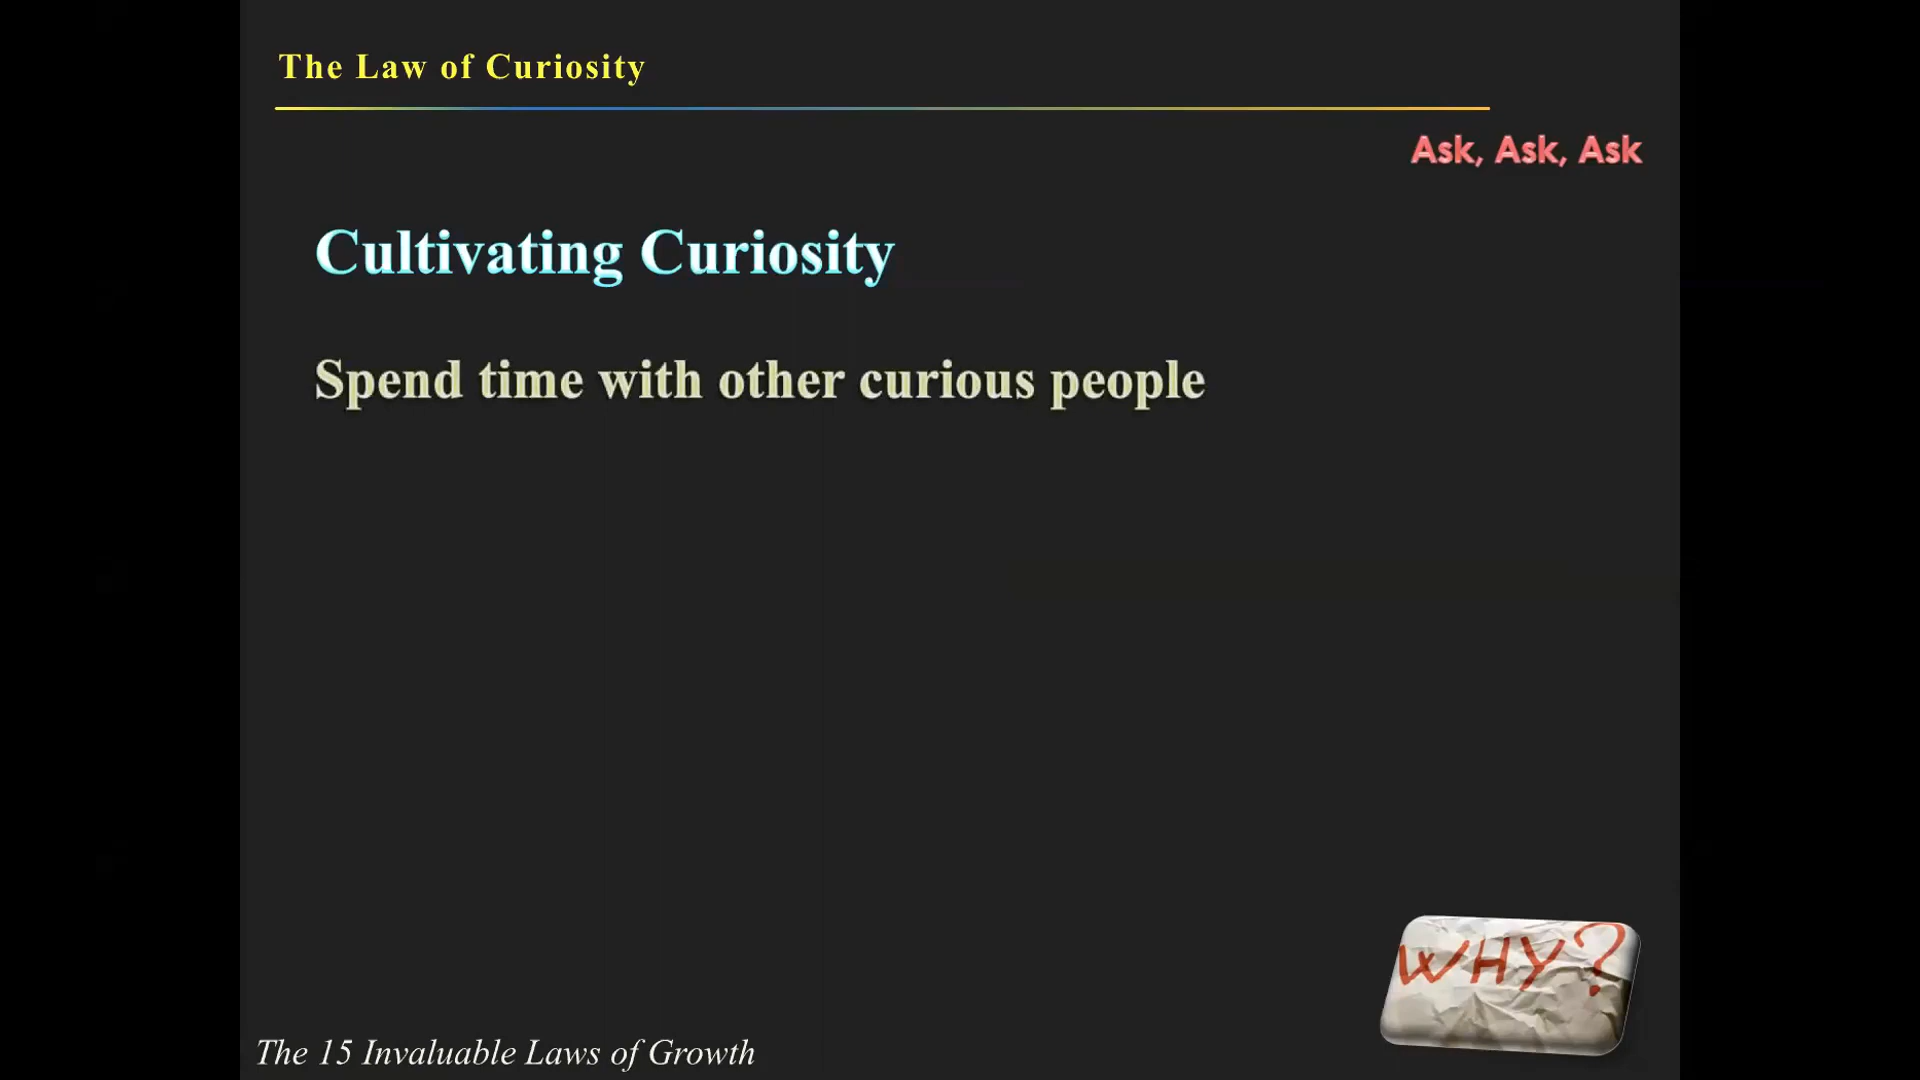 The Law of Curiosity
Ask, Ask, Ask
Cultivating Curiosity
Spend time with other curious people
WHY?
The 15 Invaluable Laws of Growth